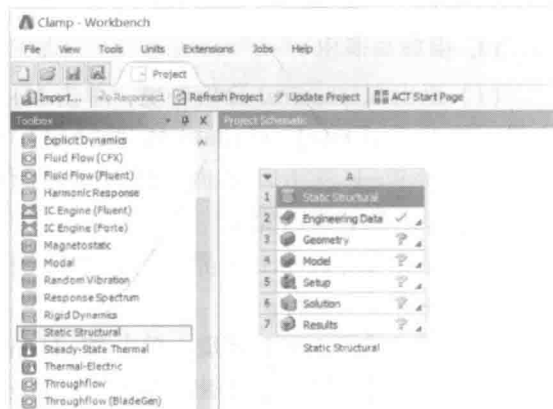 Clamp - Workbench
File View Tools Units Extensions Jobs Help
Project
Import... Reconnect Refresh Project Update Project ACT Start Page
Toolbox
Project Schematic
Explicit Dynamics
Fluid Flow (CFX)
Fluid Flow (Fluent)
Harmonic Response
IC Engine (Fluent)
IC Engine (Forte)
Magnetostatic
Modal
Random Vibration
Response Spectrum
Rigid Dynamics
Static Structural
Steady-State Thermal
Thermal-Electric
Throughflow
Throughflow (BladeGen)
A
1 Static Structural
2 Engineering Data
3 Geometry
4 Model
5 Setup
6 Solution
7 Results
Static Structural